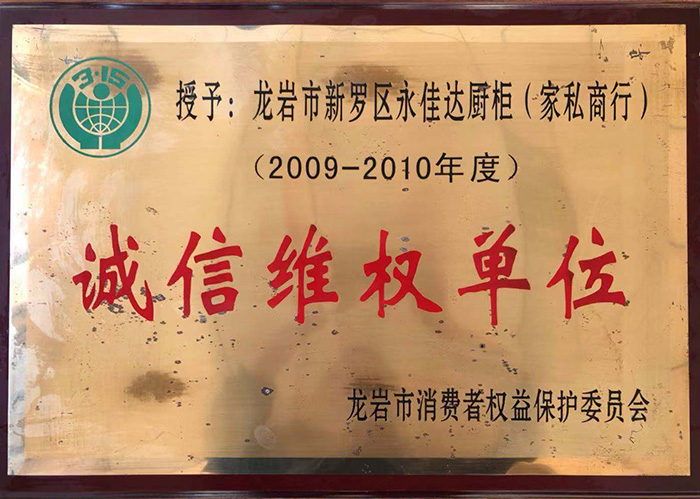 3·15
授予：龙岩市新罗区永佳达厨柜（家私商行）
（2009-2010年度）
诚信维权单位
龙岩市消费者权益保护委员会